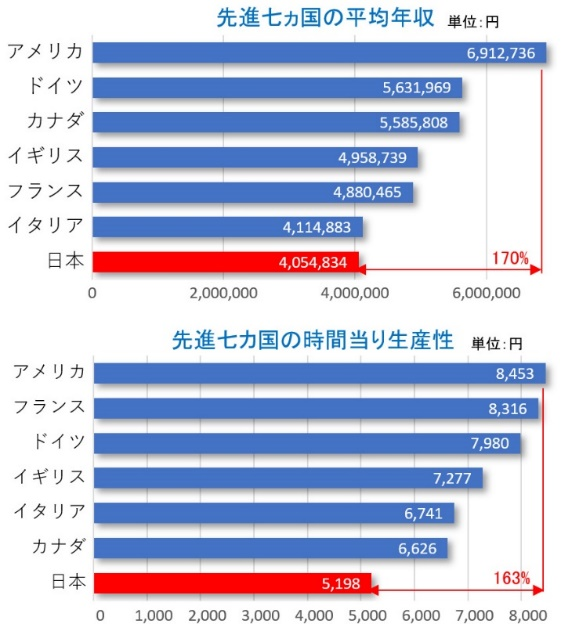 先進七ヵ国の平均年収 単位:円
アメリカ 6,912,736
ドイツ 5,631,969
カナダ 5,585,808
イギリス 4,958,739
フランス 4,880,465
イタリア 4,114,883
日本 4,054,834 170%
0 2,000,000 4,000,000 6,000,000
先進七カ国の時間当り生産性 単位:円
アメリカ 8,453
フランス 8,316
ドイツ 7,980
イギリス 7,277
イタリア 6,741
カナダ 6,626
日本 5,198 163%
0 1,000 2,000 3,000 4,000 5,000 6,000 7,000 8,000